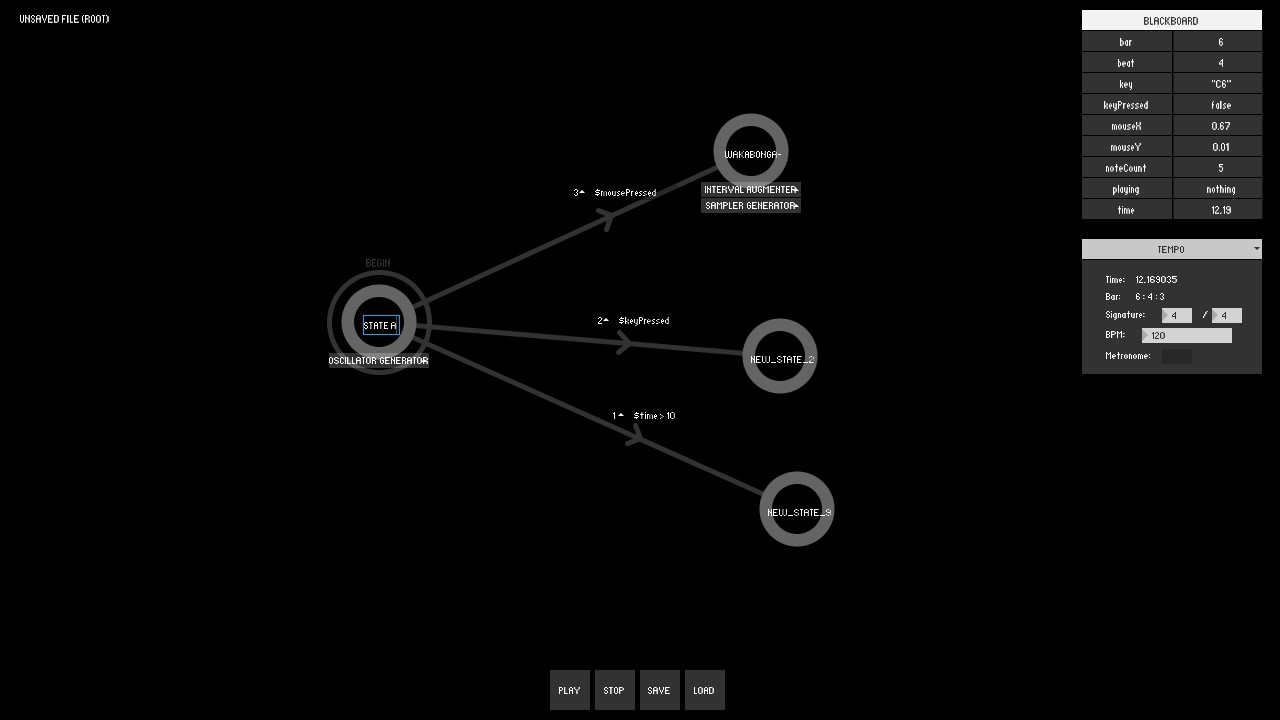 UNSAVED FILE (ROOT)
BLACKBOARD
bar 6
beat 4
key "C6"
keyPressed false
mouseX 0.67
mouseY 0.01
noteCount 5
playing nothing
time 12.19
TEMPO
Time: 12.169035
Bar: 6 : 4 : 3
Signature: 4 / 4
BPM: 120
Metronome:
WAKABONGA-
INTERVAL AUGMENTER
SAMPLER GENERATOR
3 $mousePressed
BEGIN
STATE A
OSCILLATOR GENERATOR
2 $keyPressed
NEW_STATE_2
1 $time > 10
NEW_STATE_9
PLAY STOP SAVE LOAD